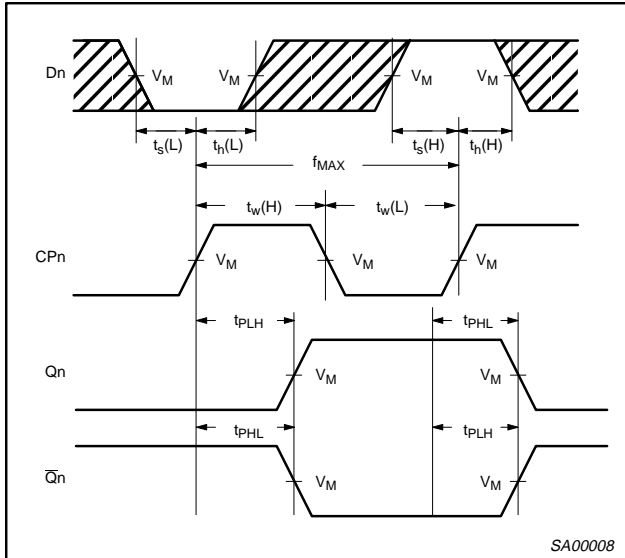 Dn
VM VM VM VM
ts(L) th(L) ts(H) th(H)
fMAX
tw(H) tw(L)
CPn
VM VM VM
tPLH tPHL
Qn
VM VM
tPHL tPLH
Q̅n
VM VM
SA00008